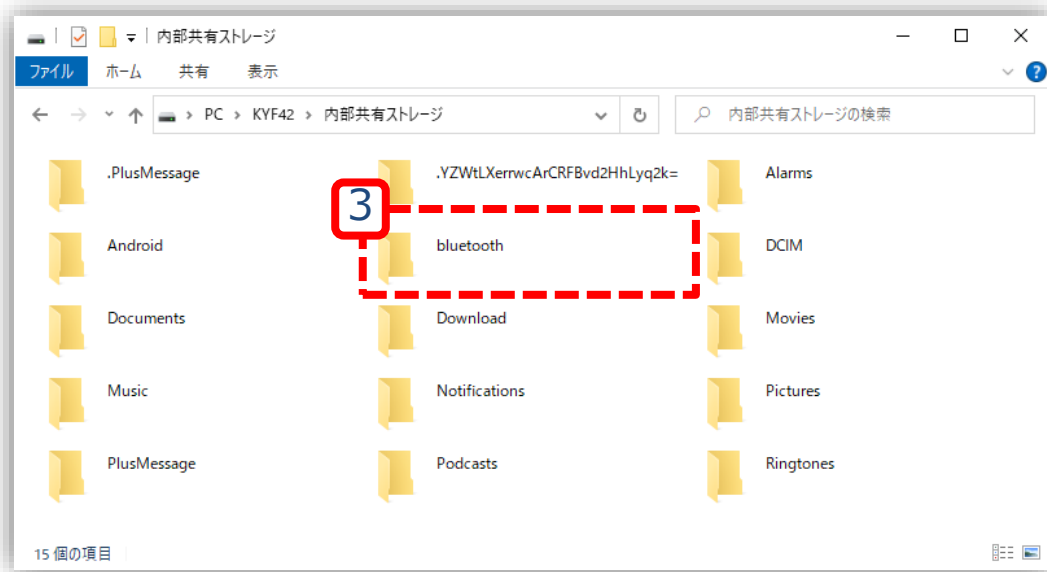 内部共有ストレージ
ファイル ホーム 共有 表示
PC › KYF42 › 内部共有ストレージ 内部共有ストレージの検索
.PlusMessage .YZWtLXerrwcArCRFBvd2HhLyq2k= Alarms
3
Android bluetooth DCIM
Documents Download Movies
Music Notifications Pictures
PlusMessage Podcasts Ringtones
15 個の項目